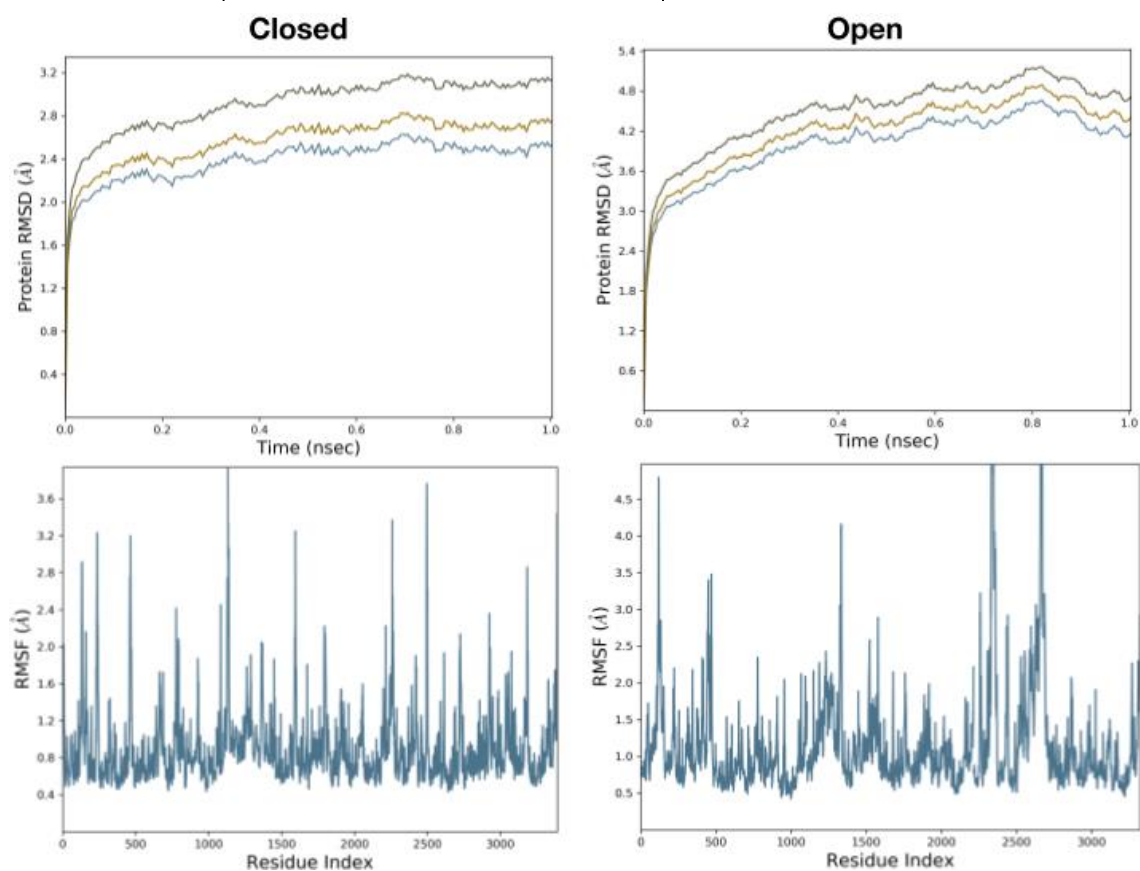 Closed
Open
Protein RMSD (Å)
3.2
2.8
2.4
2.0
1.6
1.2
0.8
0.4
0.0 0.2 0.4 0.6 0.8 1.0
Time (nsec)
Protein RMSD (Å)
5.4
4.8
4.2
3.6
3.0
2.4
1.8
1.2
0.6
0.0 0.2 0.4 0.6 0.8 1.0
Time (nsec)
RMSF (Å)
3.6
3.2
2.8
2.4
2.0
1.6
1.2
0.8
0.4
0 500 1000 1500 2000 2500 3000
Residue Index
RMSF (Å)
4.5
4.0
3.5
3.0
2.5
2.0
1.5
1.0
0.5
0 500 1000 1500 2000 2500 3000
Residue Index